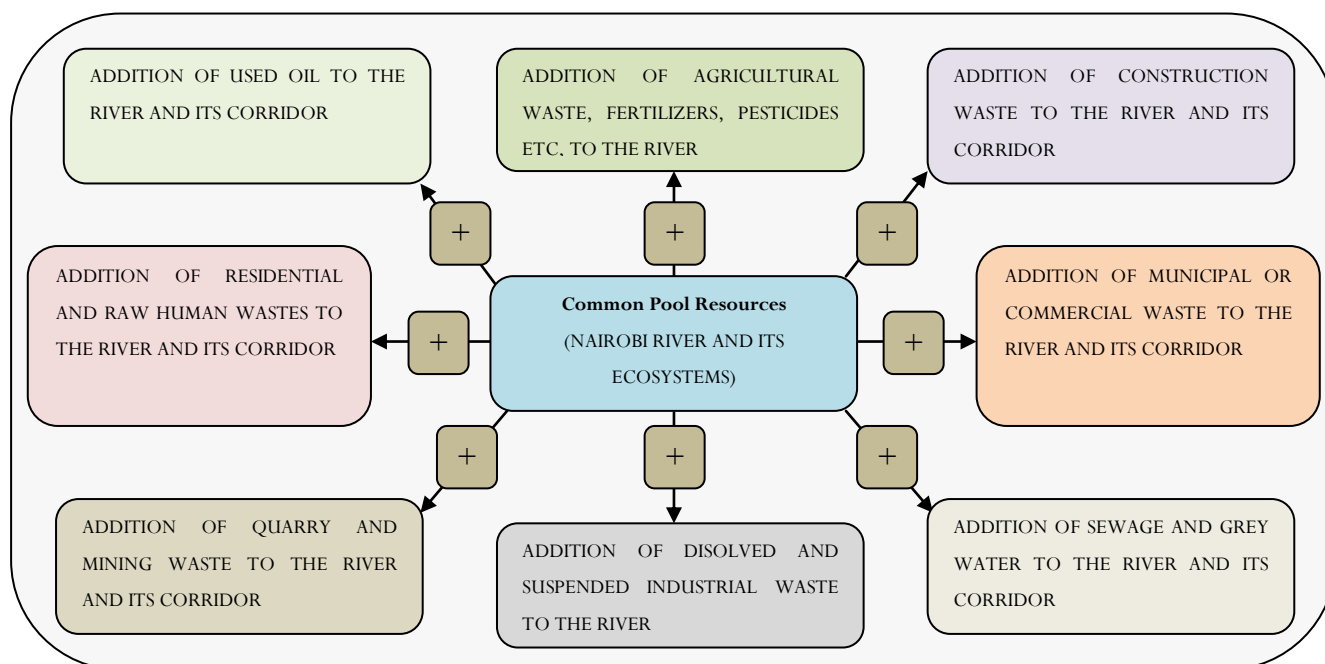 ADDITION OF USED OIL TO THE
RIVER AND ITS CORRIDOR
ADDITION OF AGRICULTURAL
WASTE, FERTILIZERS, PESTICIDES
ETC. TO THE RIVER
ADDITION OF CONSTRUCTION
WASTE TO THE RIVER AND ITS
CORRIDOR
+
+
+
ADDITION OF RESIDENTIAL
AND RAW HUMAN WASTES TO
THE RIVER AND ITS CORRIDOR
+
Common Pool Resources
(NAIROBI RIVER AND ITS
ECOSYSTEMS)
+
ADDITION OF MUNICIPAL OR
COMMERCIAL WASTE TO THE
RIVER AND ITS CORRIDOR
+
+
+
ADDITION OF QUARRY AND
MINING WASTE TO THE RIVER
AND ITS CORRIDOR
ADDITION OF DISOLVED AND
SUSPENDED INDUSTRIAL WASTE
TO THE RIVER
ADDITION OF SEWAGE AND GREY
WATER TO THE RIVER AND ITS
CORRIDOR